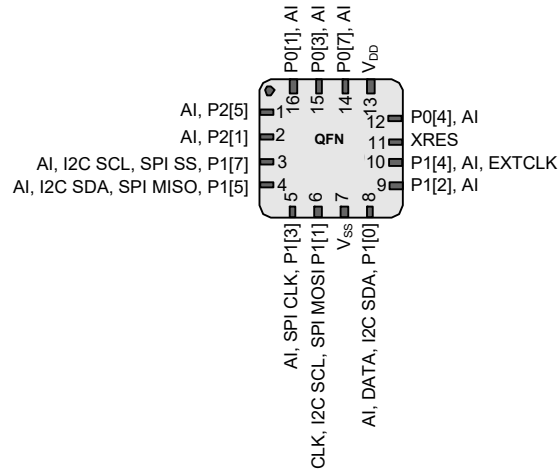 P0[1], AI
P0[3], AI
P0[7], AI
VDD
16
15
14
13
AI, P2[5]
1
AI, P2[1]
2
AI, I2C SCL, SPI SS, P1[7]
3
AI, I2C SDA, SPI MISO, P1[5]
4
QFN
12
P0[4], AI
11
XRES
10
P1[4], AI, EXTCLK
9
P1[2], AI
5
6
7
8
AI, SPI CLK, P1[3]
CLK, I2C SCL, SPI MOSI P1[1]
VSS
AI, DATA, I2C SDA, P1[0]